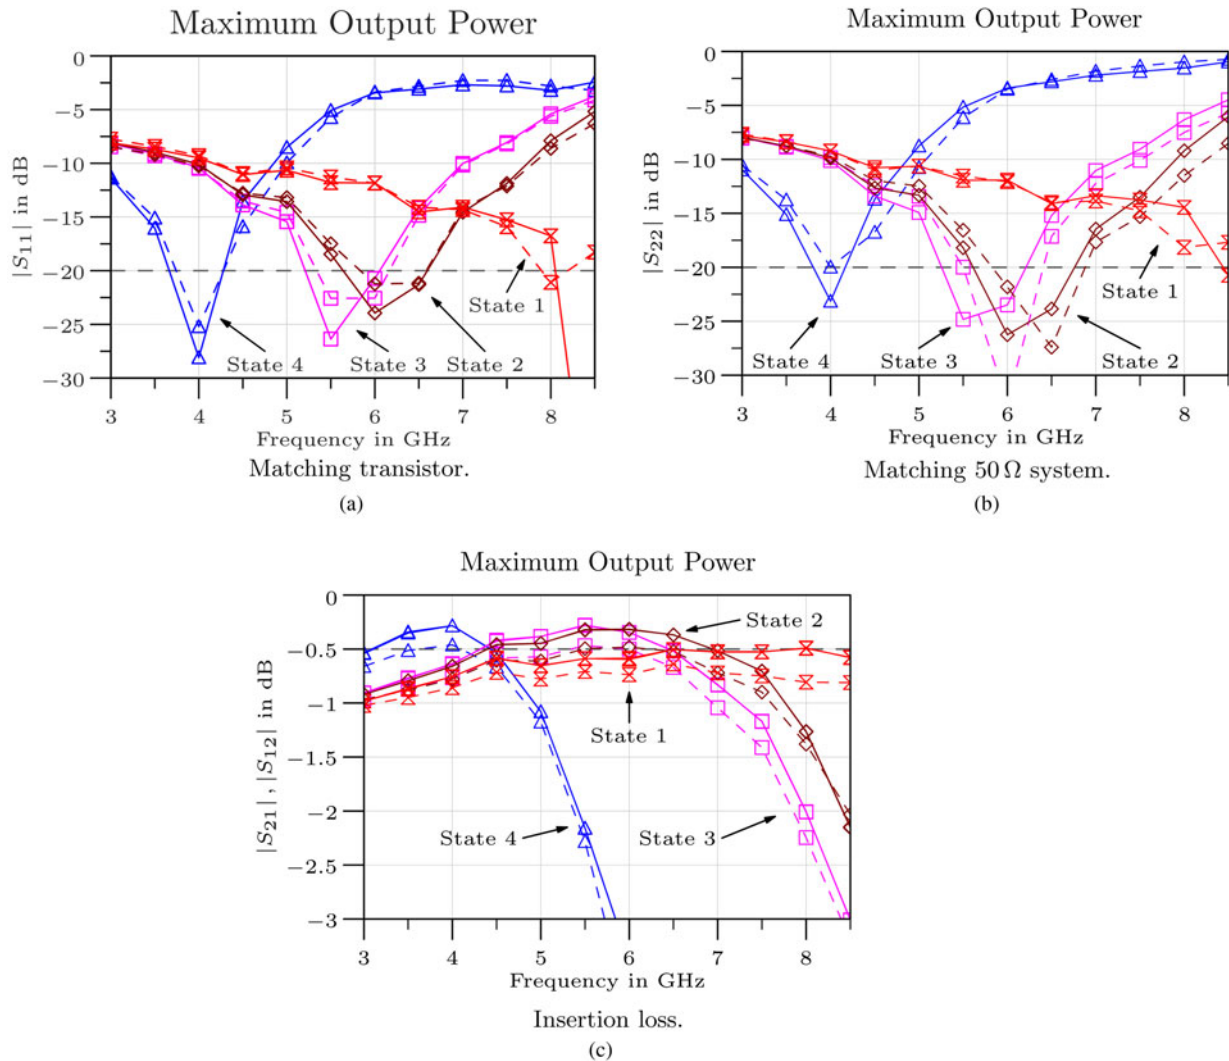 Maximum Output Power
0
−5
−10
−15
−20
−25
−30
|S11| in dB
State 1
State 4
State 3
State 2
3 4 5 6 7 8
Frequency in GHz
Matching transistor.
(a)
Maximum Output Power
0
−5
−10
−15
−20
−25
−30
|S22| in dB
State 1
State 4
State 3
State 2
3 4 5 6 7 8
Frequency in GHz
Matching 50 Ω system.
(b)
Maximum Output Power
0
−0.5
−1
−1.5
−2
−2.5
−3
|S21|, |S12| in dB
State 2
State 1
State 4
State 3
3 4 5 6 7 8
Frequency in GHz
Insertion loss.
(c)